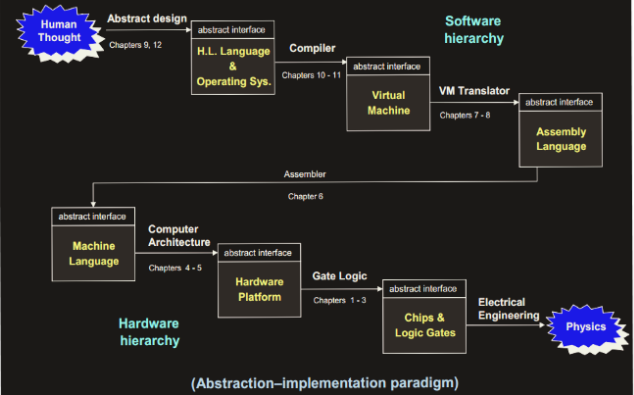 Human
Thought
Abstract design
Chapters 9, 12
abstract interface
H.L. Language
&
Operating Sys.
Compiler
Chapters 10 - 11
Software
hierarchy
abstract interface
Virtual
Machine
VM Translator
Chapters 7 - 8
abstract interface
Assembly
Language
Assembler
Chapter 6
abstract interface
Machine
Language
Computer
Architecture
Chapters 4 - 5
abstract interface
Hardware
Platform
Gate Logic
Chapters 1 - 3
abstract interface
Chips &
Logic Gates
Electrical
Engineering
Physics
Hardware
hierarchy
(Abstraction–implementation paradigm)